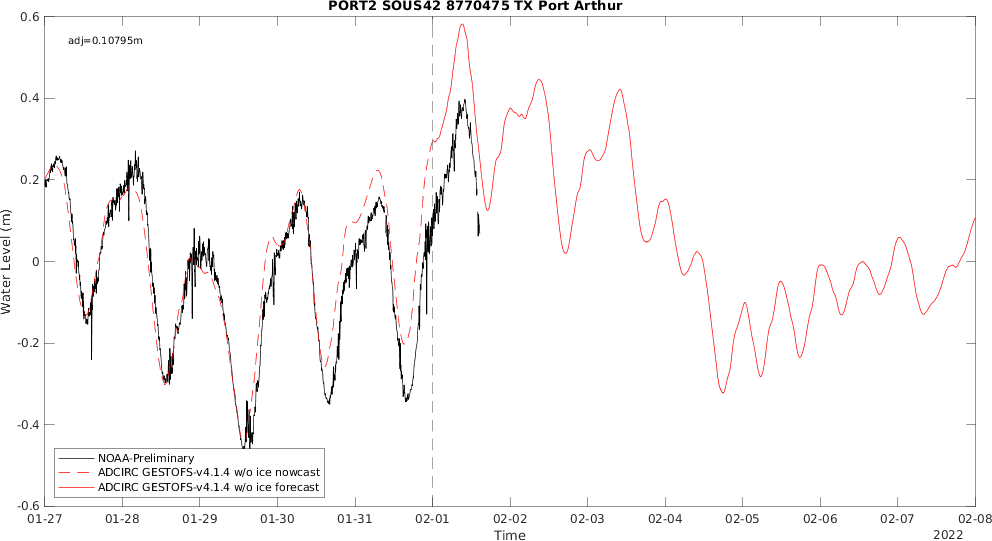 PORT2 SOUS42 8770475 TX Port Arthur
adj=0.10795m
0.6
0.4
0.2
0
-0.2
-0.4
-0.6
Water Level (m)
NOAA-Preliminary
ADCIRC GESTOFS-v4.1.4 w/o ice nowcast
ADCIRC GESTOFS-v4.1.4 w/o ice forecast
01-27 01-28 01-29 01-30 01-31 02-01 02-02 02-03 02-04 02-05 02-06 02-07 02-08
Time
2022